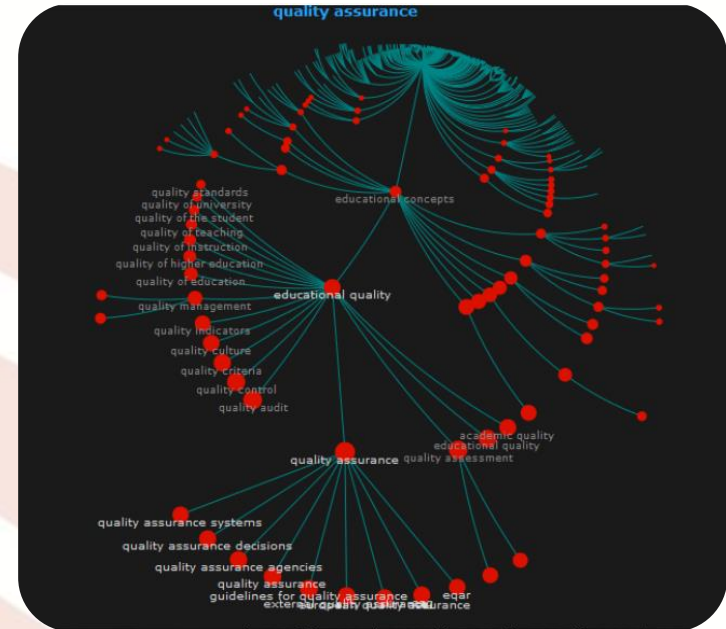 quality assurance
quality standards
quality of university
educational concepts
quality of the student
quality of teaching
quality of instruction
quality of higher education
quality of education
educational quality
quality management
quality indicators
quality culture
quality criteria
quality control
quality audit
academic quality
educational quality
quality assessment
quality assurance
quality assurance systems
quality assurance decisions
quality assurance agencies
quality assurance
guidelines for quality assurance
eqar